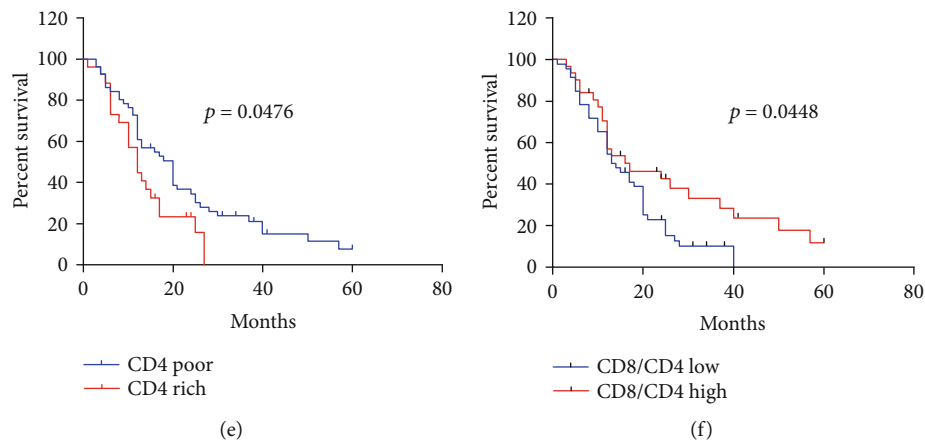 120
100
80
60
40
20
0
Percent survival
p = 0.0476
0 20 40 60 80
Months
CD4 poor
CD4 rich
(e)
120
100
80
60
40
20
0
Percent survival
p = 0.0448
0 20 40 60 80
Months
CD8/CD4 low
CD8/CD4 high
(f)